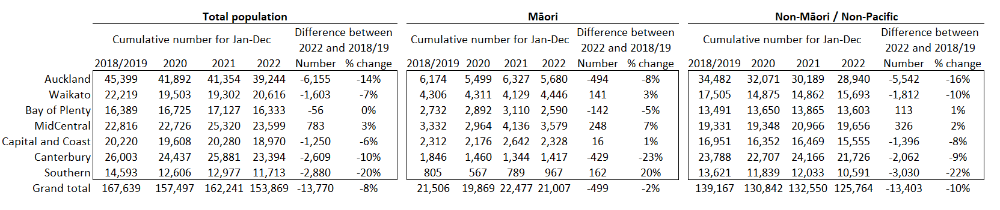 Total population Māori Non-Māori / Non-Pacific
Cumulative number for Jan-Dec Difference between 2022 and 2018/19 Cumulative number for Jan-Dec Difference between 2022 and 2018/19 Cumulative number for Jan-Dec Difference between 2022 and 2018/19
2018/2019 2020 2021 2022 Number % change 2018/2019 2020 2021 2022 Number % change 2018/2019 2020 2021 2022 Number % change
Auckland 45,399 41,892 41,354 39,244 -6,155 -14% 6,174 5,499 6,327 5,680 -494 -8% 34,482 32,071 30,189 28,940 -5,542 -16%
Waikato 22,219 19,503 19,302 20,616 -1,603 -7% 4,306 4,311 4,129 4,446 141 3% 17,505 14,875 14,862 15,693 -1,812 -10%
Bay of Plenty 16,389 16,725 17,127 16,333 -56 0% 2,732 2,892 3,110 2,590 -142 -5% 13,491 13,650 13,865 13,603 113 1%
MidCentral 22,816 22,726 25,320 23,599 783 3% 3,332 2,964 4,136 3,579 248 7% 19,331 19,348 20,966 19,656 326 2%
Capital and Coast 20,220 19,608 20,280 18,970 -1,250 -6% 2,312 2,176 2,642 2,328 16 1% 16,951 16,352 16,469 15,555 -1,396 -8%
Canterbury 26,003 24,437 25,881 23,394 -2,609 -10% 1,846 1,460 1,344 1,417 -429 -23% 23,788 22,707 24,166 21,726 -2,062 -9%
Southern 14,593 12,606 12,977 11,713 -2,880 -20% 805 567 789 967 162 20% 13,621 11,839 12,033 10,591 -3,030 -22%
Grand total 167,639 157,497 162,241 153,869 -13,770 -8% 21,506 19,869 22,477 21,007 -499 -2% 139,167 130,842 132,550 125,764 -13,403 -10%